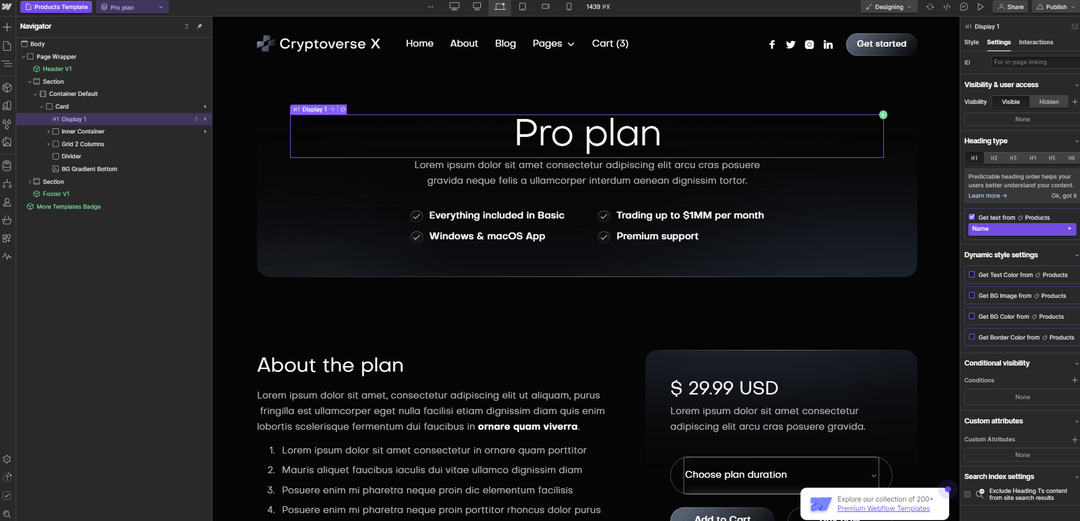 Products Template
Pro plan
1439 PX
Designing
Share
Publish
Navigator
Body
Page Wrapper
Header V1
Section
Container Default
Card
H1 Display 1
Inner Container
Grid 2 Columns
Divider
BG Gradient Bottom
Section
Footer V1
More Templates Badge
Cryptoverse X
Home About Blog Pages Cart (3)
Get started
H1 Display 1
Pro plan
Lorem ipsum dolor sit amet consectetur adipiscing elit arcu cras posuere
gravida neque felis a ullamcorper interdum aenean dignissim tortor.
Everything included in Basic
Trading up to $1MM per month
Windows & macOS App
Premium support
About the plan
Lorem ipsum dolor sit amet, consectetur adipiscing elit ut aliquam, purus
fringilla est ullamcorper eget nulla facilisi etiam dignissim diam quis enim
lobortis scelerisque fermentum dui faucibus in ornare quam viverra.
1. Lorem ipsum dolor sit amet consectetur in ornare quam porttitor
2. Mauris aliquet faucibus iaculis dui vitae ullamco dignissim diam
3. Posuere enim mi pharetra neque proin dic elementum facilisis
4. Posuere enim mi pharetra neque proin porttitor rhoncus dolor purus
$ 29.99 USD
Lorem ipsum dolor sit amet consectetur
adipiscing elit arcu cras posuere gravida.
Choose plan duration
Add to Cart
Explore our collection of 200+
Premium Webflow Templates
H1 Display 1
Style Settings Interactions
ID For in-page linking
Visibility & user access
Visibility Visible Hidden
None
Heading type
H1 H2 H3 H4 H5 H6
Predictable heading order helps your
users better understand your content.
Learn more → Ok, got it
Get text from Products
Name
Dynamic style settings
Get Text Color from Products
Get BG Image from Products
Get BG Color from Products
Get Border Color from Products
Conditional visibility
Conditions
None
Custom attributes
Custom Attributes
None
Search index settings
Exclude Heading 1's content
from site search results